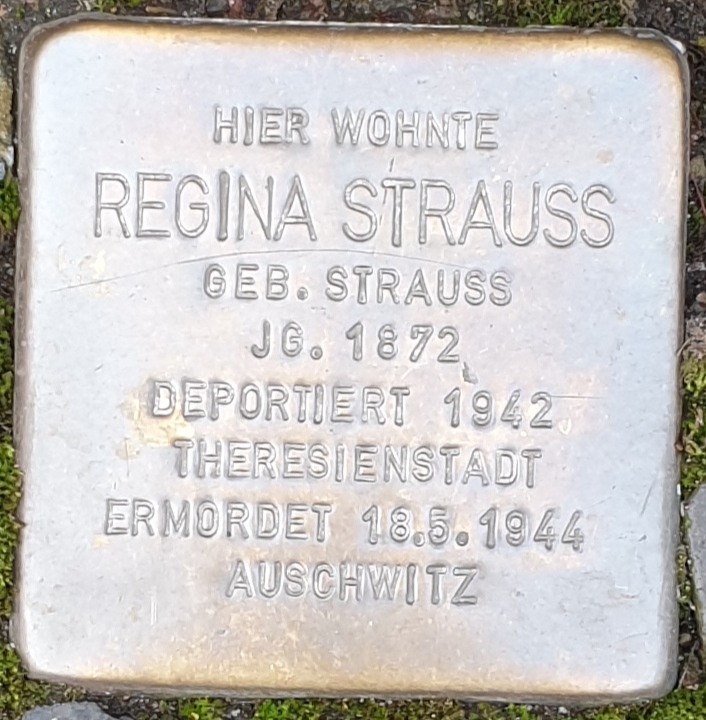 HIER WOHNTE
REGINA STRAUSS
GEB. STRAUSS
JG. 1872
DEPORTIERT 1942
THERESIENSTADT
ERMORDET 18.5.1944
AUSCHWITZ